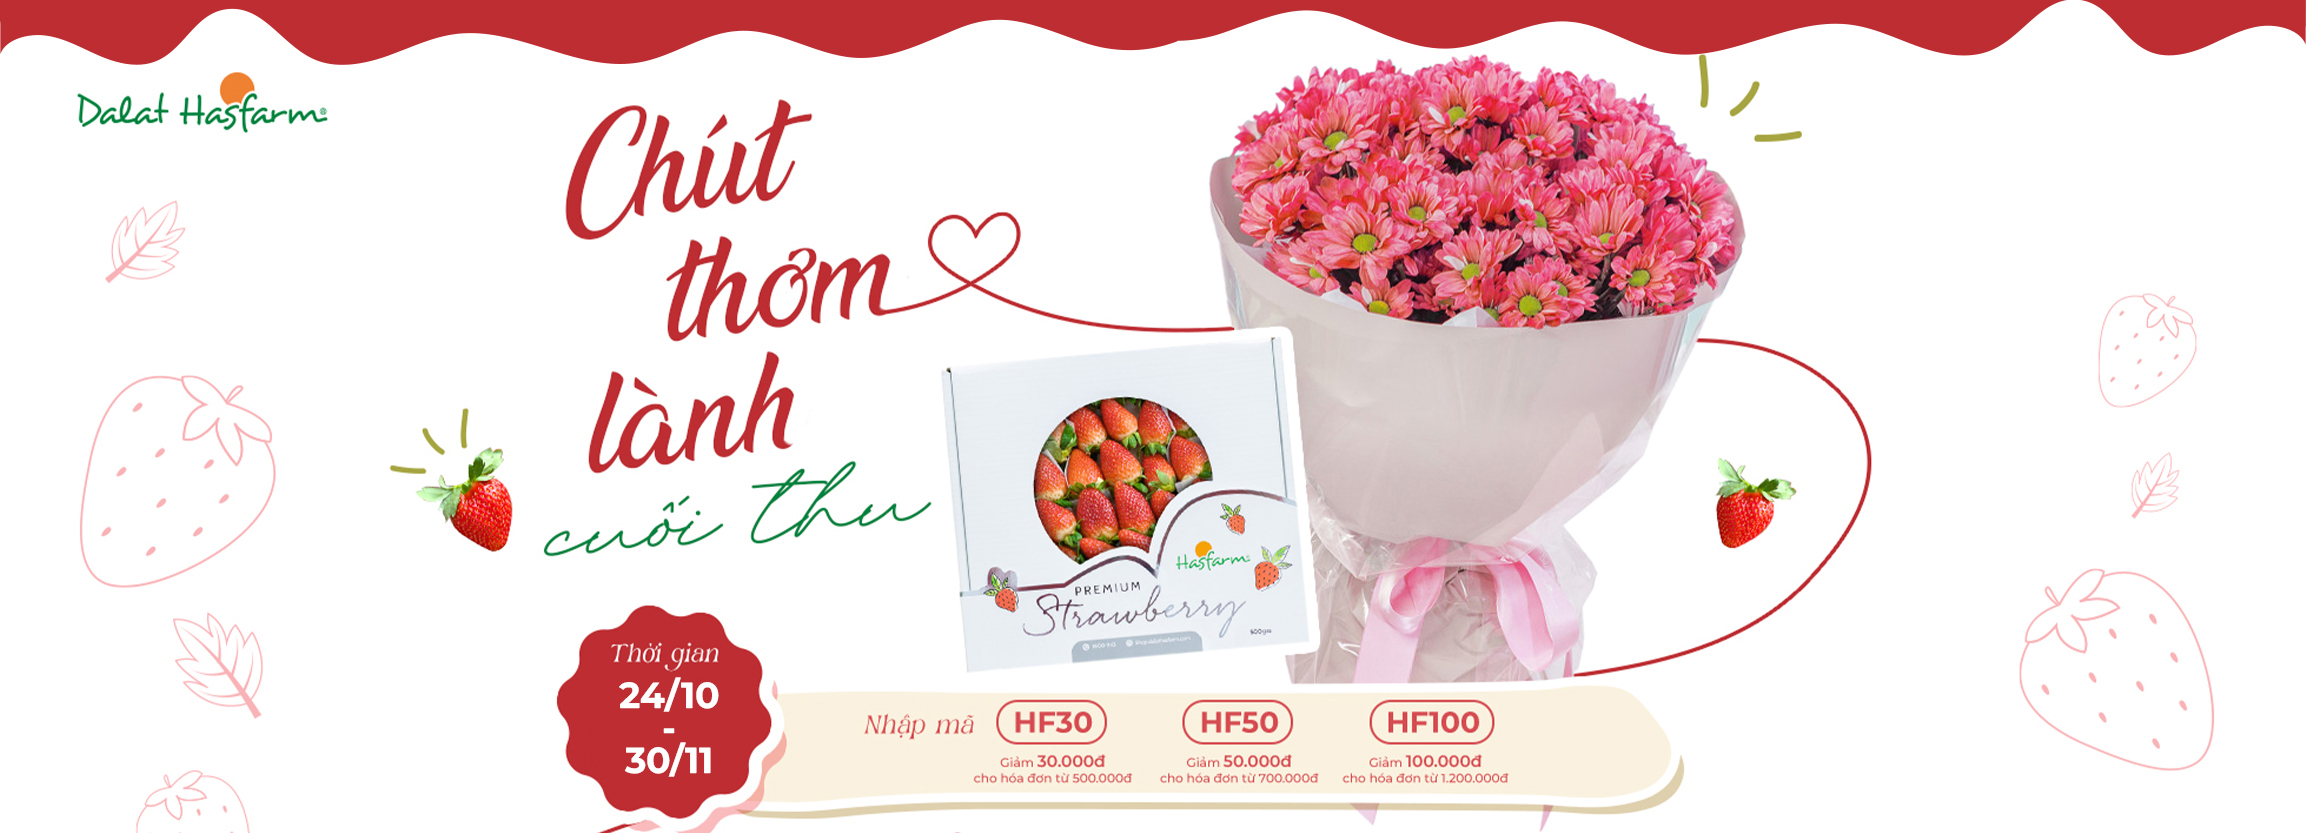 Dalat Hasfarm®
Chút
thơm
lành
cuối thu
Hasfarm®
PREMIUM
Strawberry
500grs
Thời gian
24/10
-
30/11
Nhập mã
HF30
Giảm 30.000đ
cho hóa đơn từ 500.000đ
HF50
Giảm 50.000đ
cho hóa đơn từ 700.000đ
HF100
Giảm 100.000đ
cho hóa đơn từ 1.200.000đ